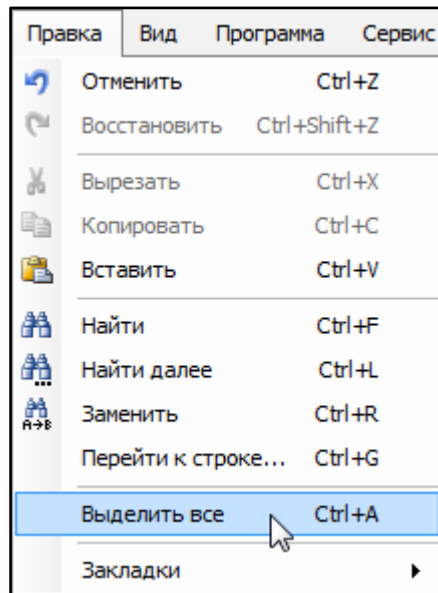 Правка Вид Программа Сервис
Отменить Ctrl+Z
Восстановить Ctrl+Shift+Z
Вырезать Ctrl+X
Копировать Ctrl+C
Вставить Ctrl+V
Найти Ctrl+F
Найти далее Ctrl+L
A→B Заменить Ctrl+R
Перейти к строке... Ctrl+G
Выделить все Ctrl+A
Закладки